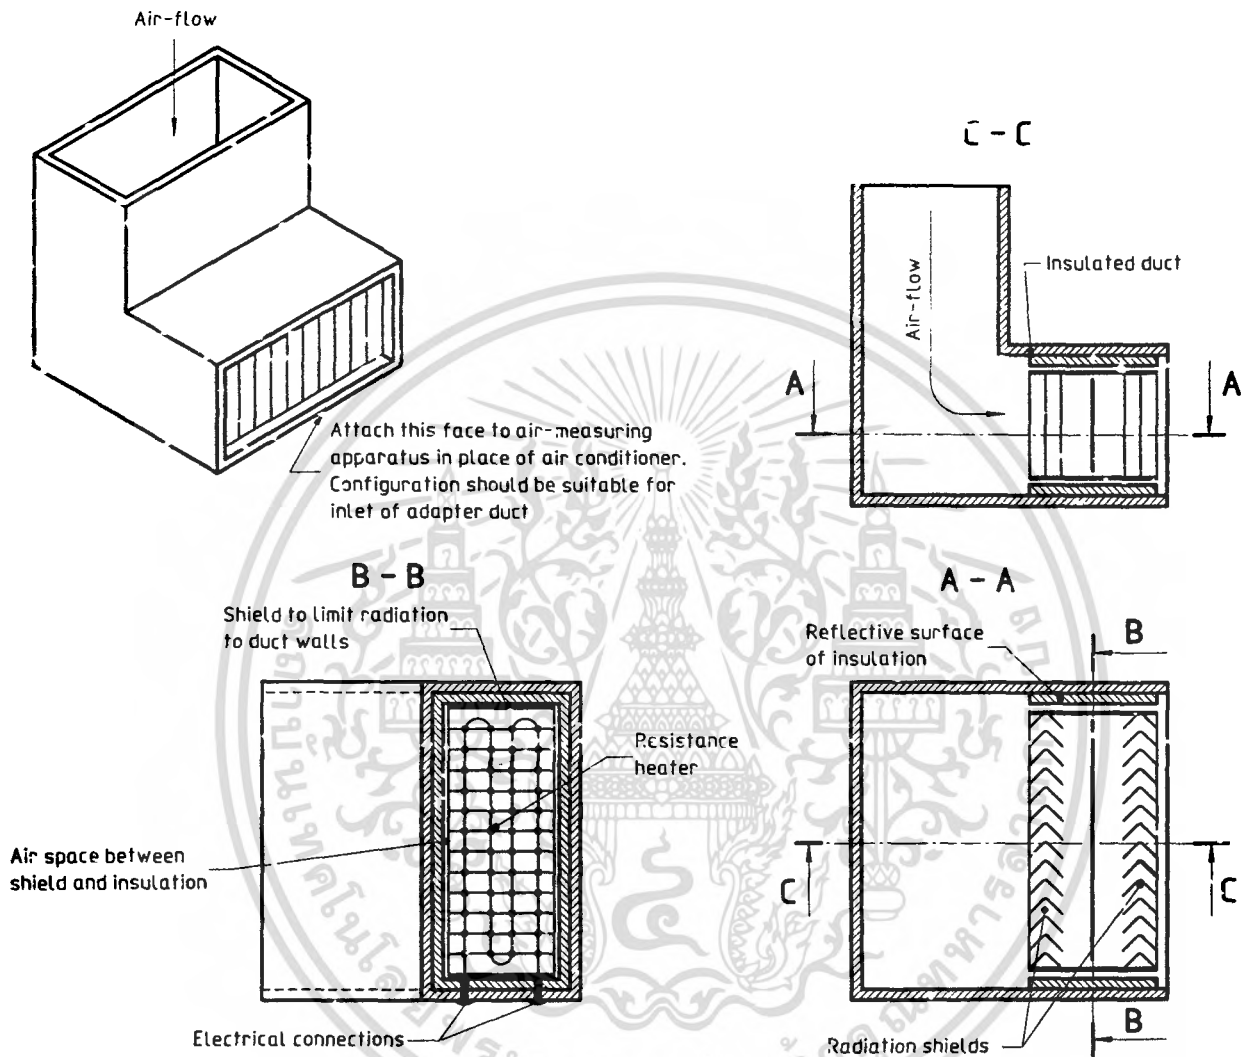 Air-flow
C - C
Insulated duct
Air-flow
A
A
Attach this face to air-measuring
apparatus in place of air conditioner.
Configuration should be suitable for
inlet of adapter duct
B - B
Shield to limit radiation
to duct walls
Resistance
heater
Air space between
shield and insulation
Electrical connections
A - A
Reflective surface
of insulation
B
C
C
B
Radiation shields